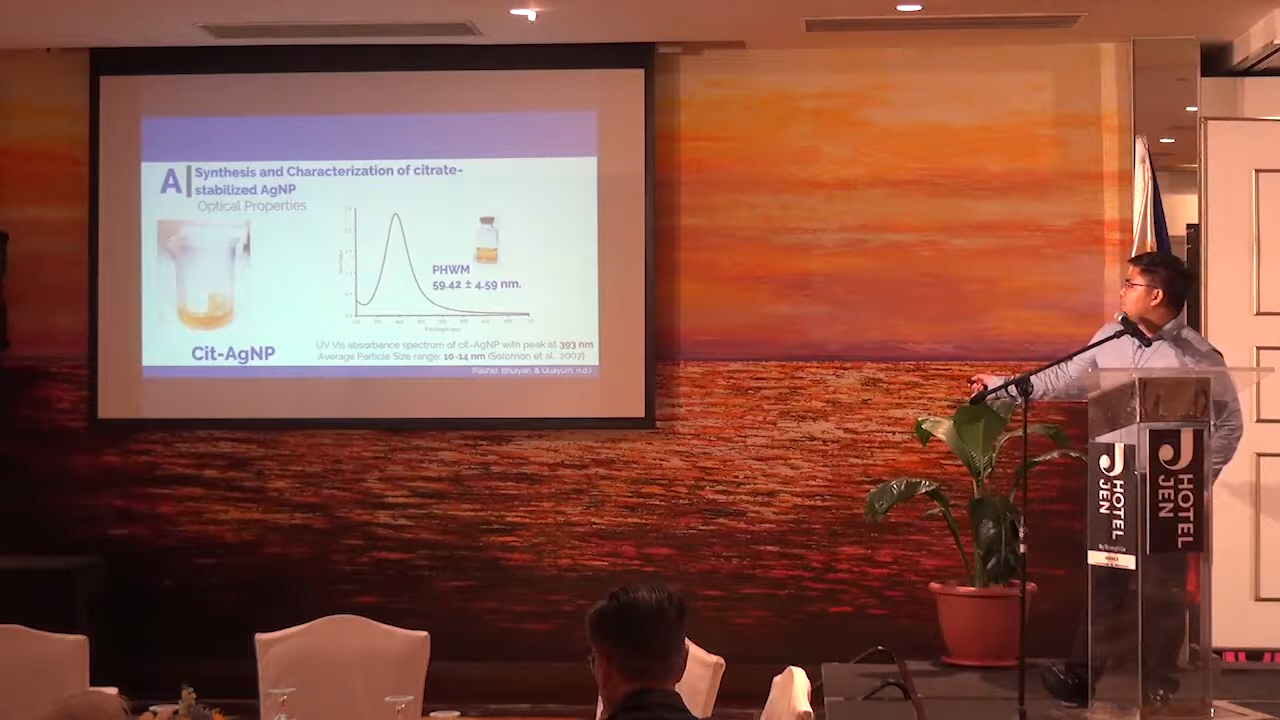 A
Synthesis and Characterization of citrate-
stabilized AgNP
Optical Properties
PHWM
59.42 ± 4.59 nm.
Cit-AgNP
UV Vis absorbance spectrum of cit-AgNP with peak at 393 nm
Average Particle Size range: 10-14 nm (Solomon et al., 2007)
(Rashid, Bhuiyan, & Quayum, n.d.)
J
HOTEL
JEN
J
HOTEL
JEN